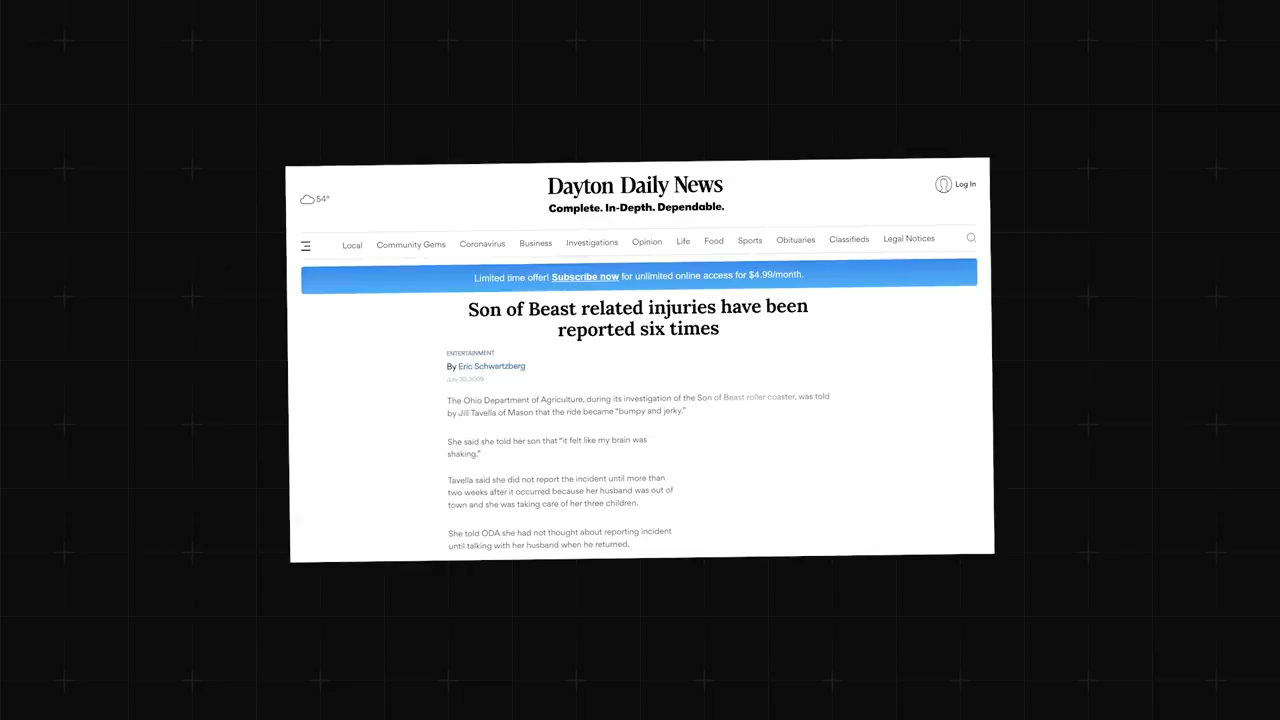 Dayton Daily News
Complete. In-Depth. Dependable.
54°
Log In
Local Community Gems Coronavirus Business Investigations Opinion Life Food Sports Obituaries Classifieds Legal Notices
Limited time offer! Subscribe now for unlimited online access for $4.99/month.
Son of Beast related injuries have been
reported six times
ENTERTAINMENT
By Eric Schwartzberg
July 30, 2009
The Ohio Department of Agriculture, during its investigation of the Son of Beast roller coaster, was told
by Jill Tavella of Mason that the ride became “bumpy and jerky.”
She said she told her son that “it felt like my brain was
shaking.”
Tavella said she did not report the incident until more than
two weeks after it occurred because her husband was out of
town and she was taking care of her three children.
She told ODA she had not thought about reporting incident
until talking with her husband when he returned.